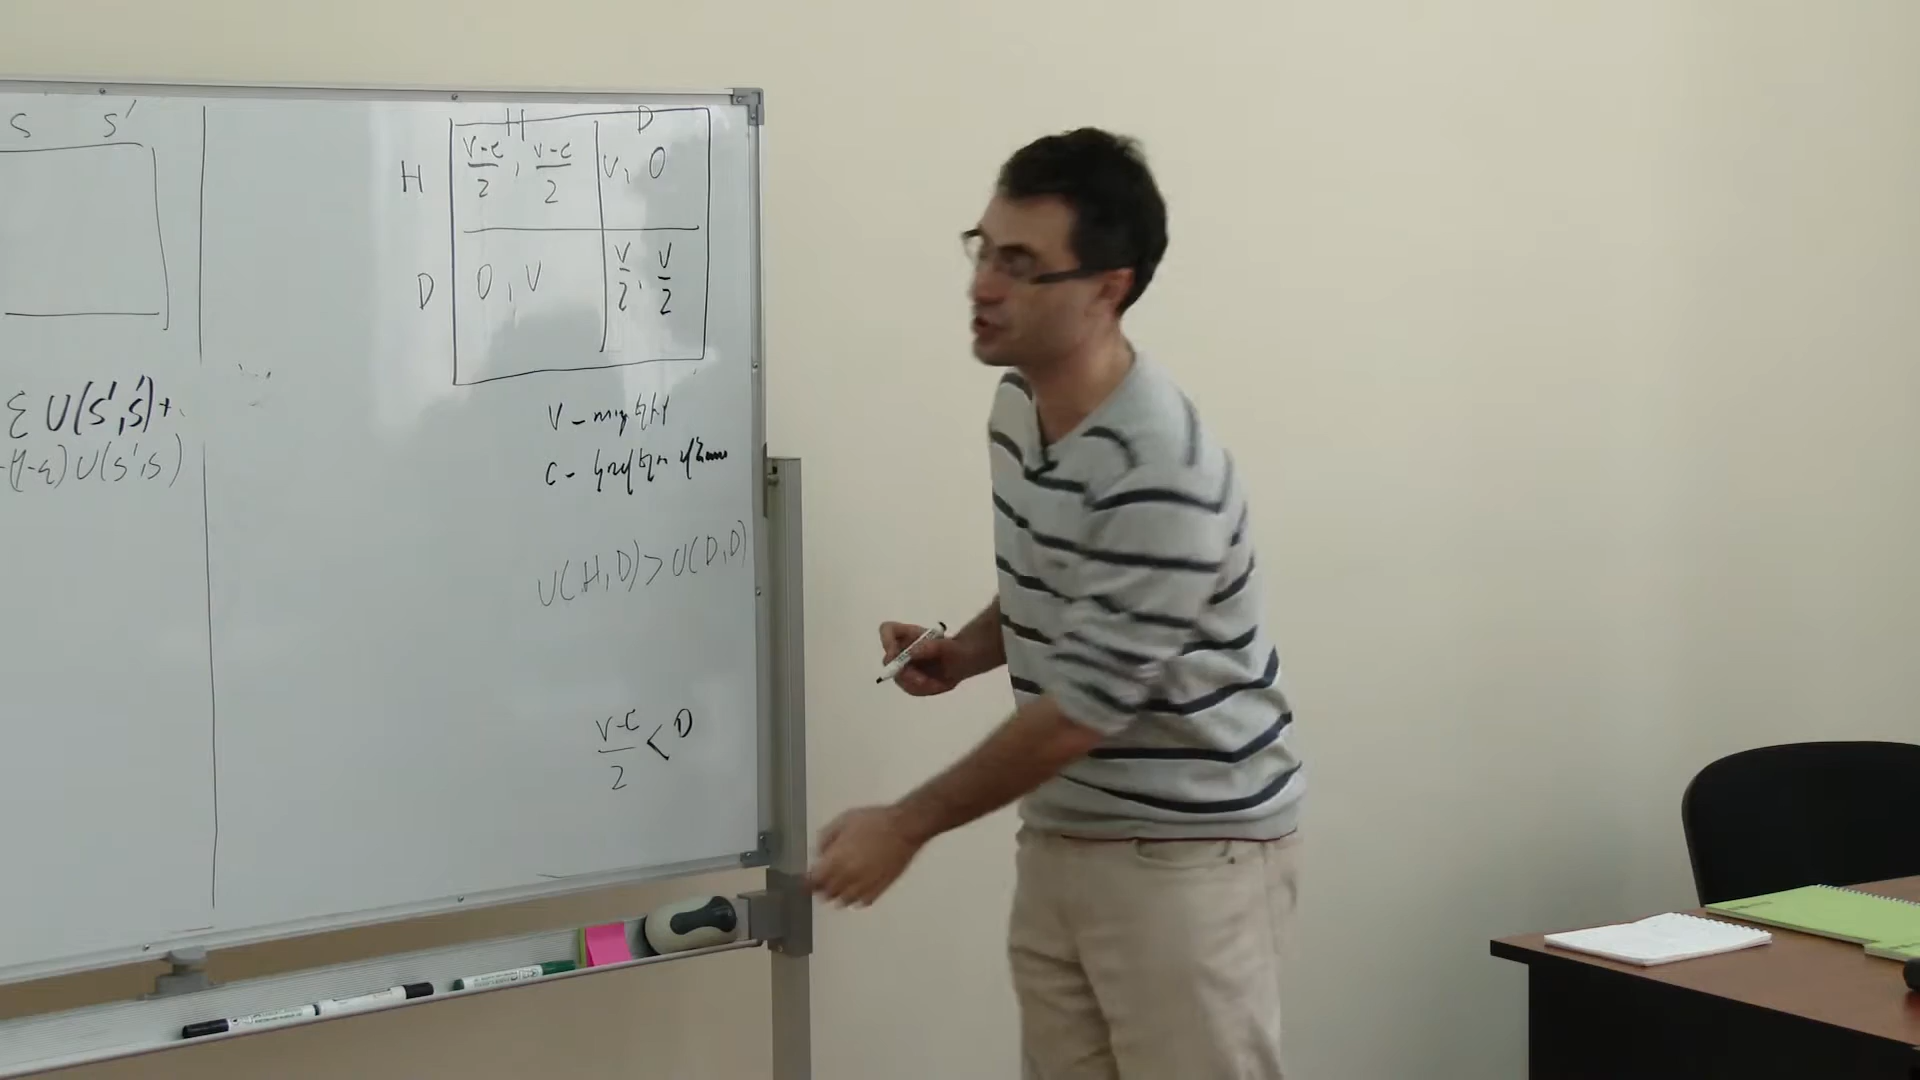 S S'
ε U(s',s')+
(1-ε)U(s',s)
H D
H v-c/2 , v-c/2 v, 0
D 0, V v/2, v/2
V -
C -
U(H,D)>U(D,D)
v-c/2 < 0